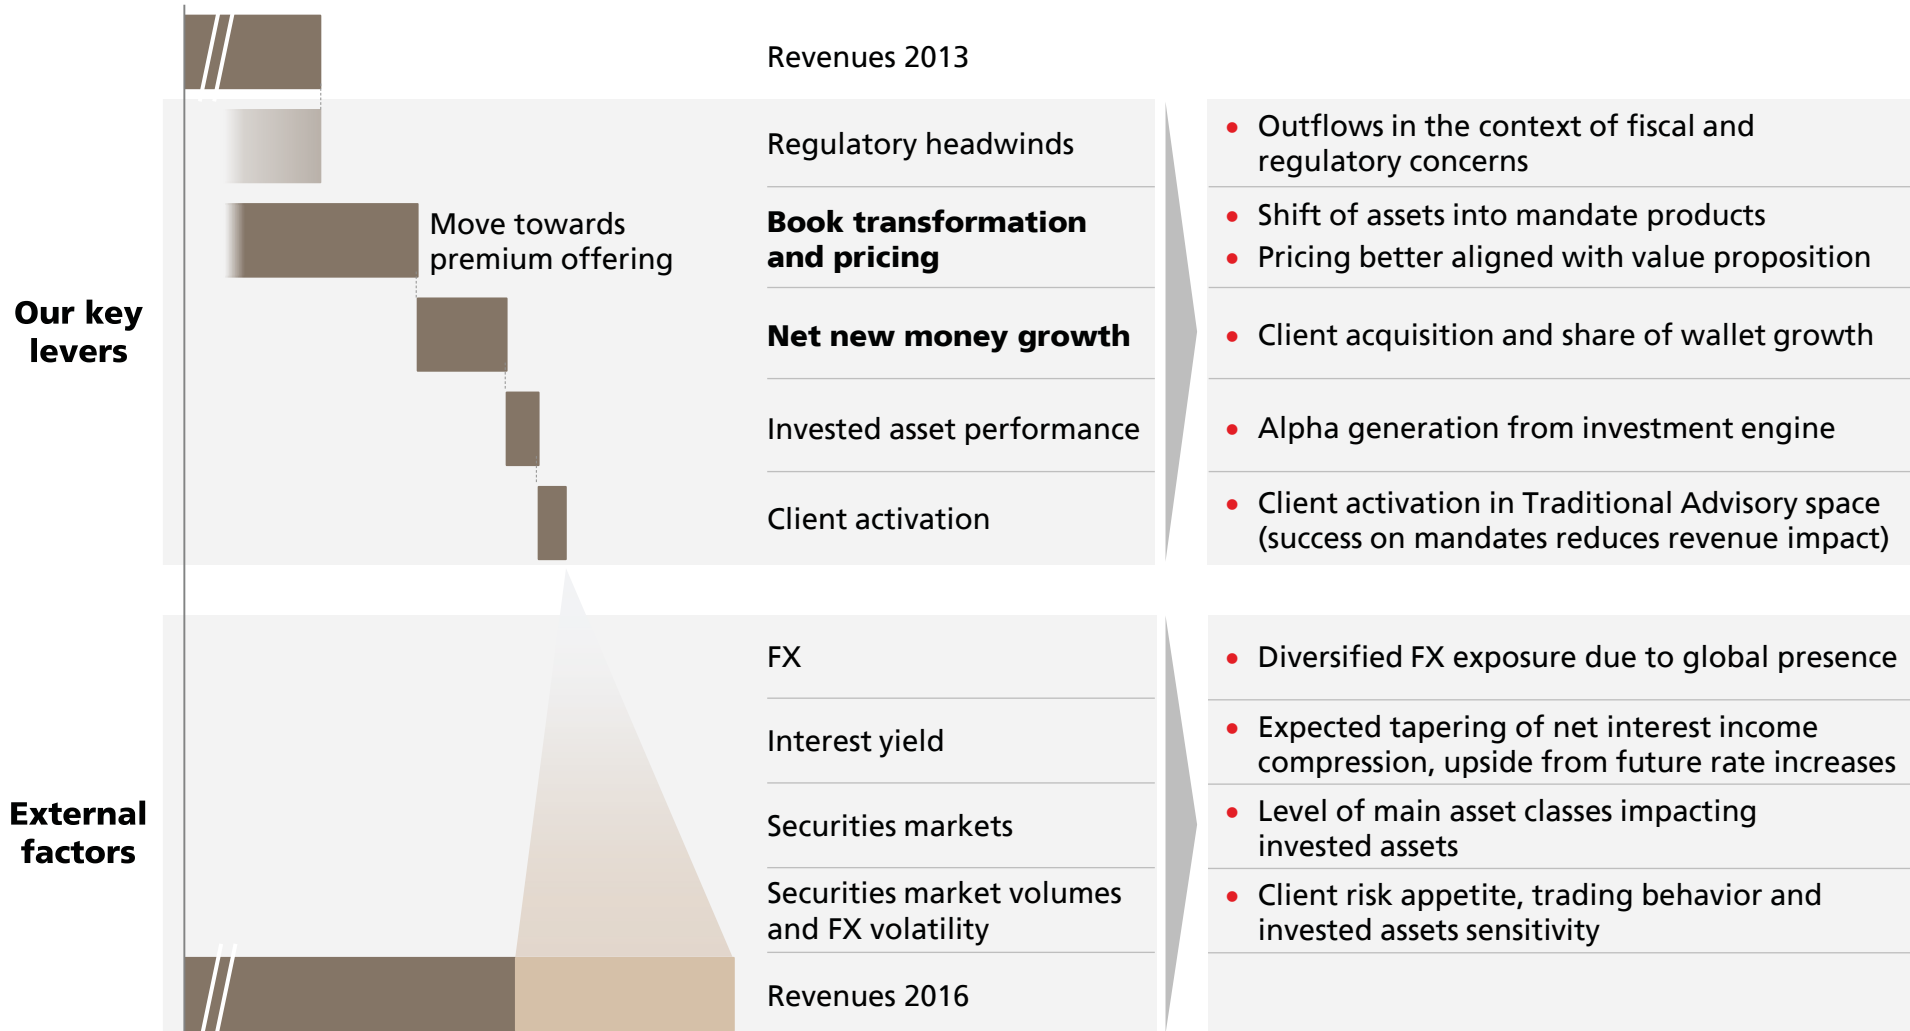 Revenues 2013
Our key
levers
Regulatory headwinds
• Outflows in the context of fiscal and
regulatory concerns
Move towards
premium offering
Book transformation
and pricing
• Shift of assets into mandate products
• Pricing better aligned with value proposition
Net new money growth
• Client acquisition and share of wallet growth
Invested asset performance
• Alpha generation from investment engine
Client activation
• Client activation in Traditional Advisory space
(success on mandates reduces revenue impact)
External
factors
FX
• Diversified FX exposure due to global presence
Interest yield
• Expected tapering of net interest income
compression, upside from future rate increases
Securities markets
• Level of main asset classes impacting
invested assets
Securities market volumes
and FX volatility
• Client risk appetite, trading behavior and
invested assets sensitivity
Revenues 2016